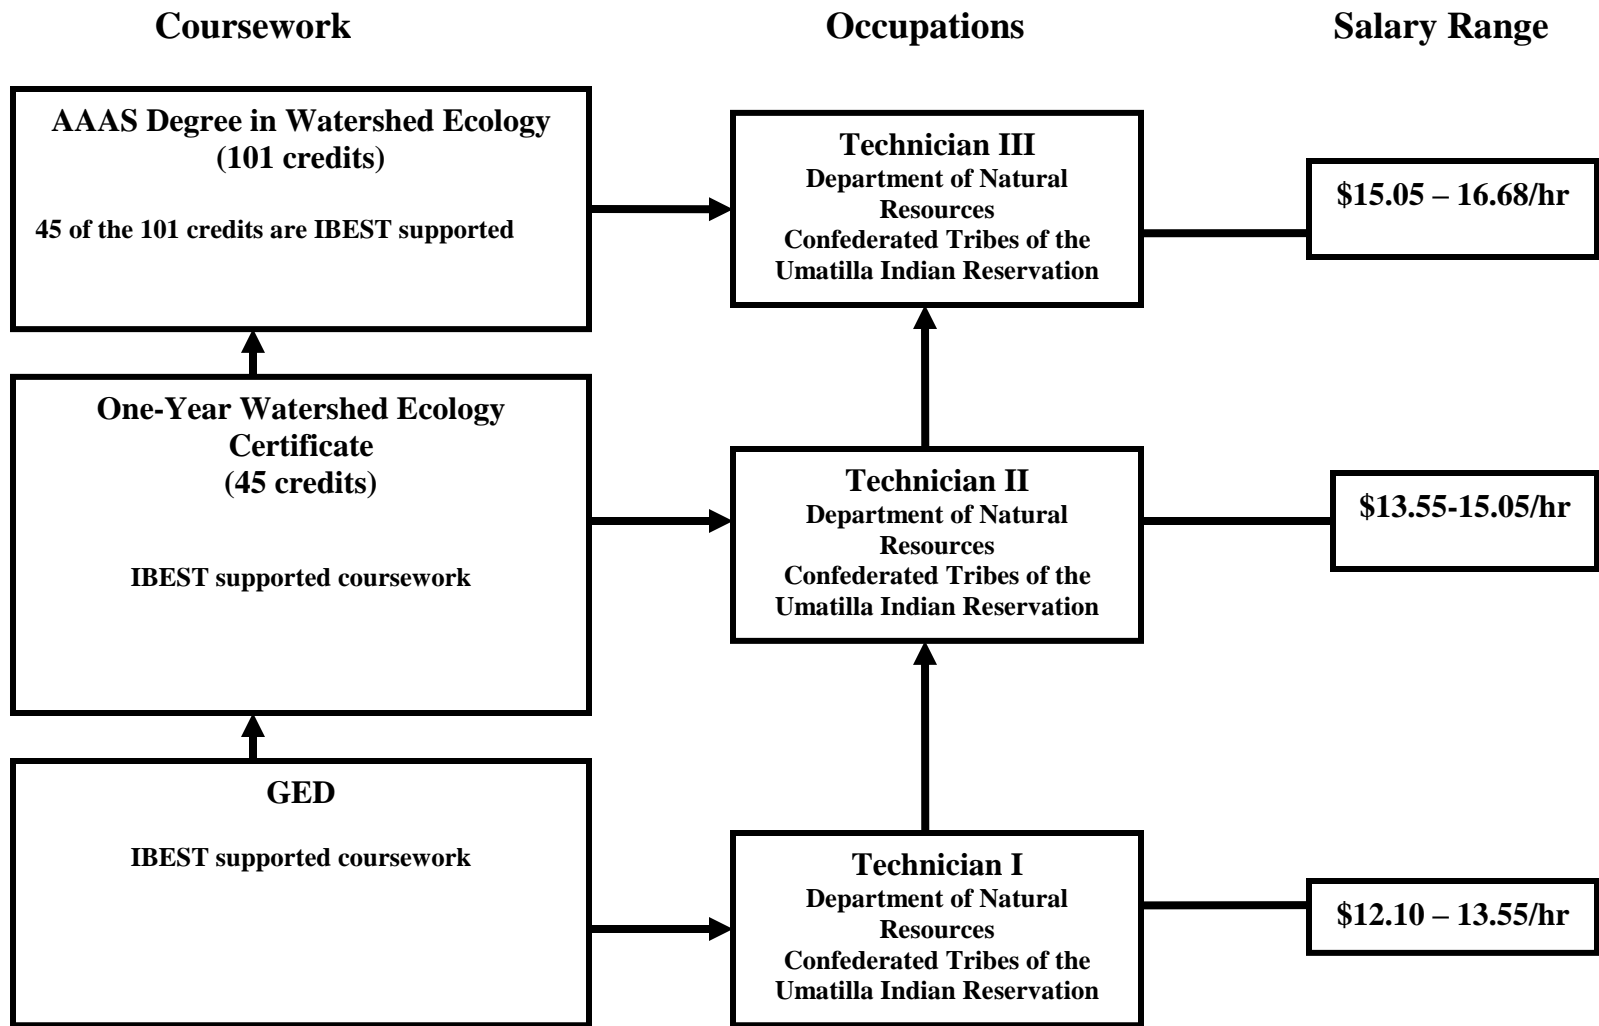 Coursework
Occupations
Salary Range
AAAS Degree in Watershed Ecology
(101 credits)
45 of the 101 credits are IBEST supported
Technician III
Department of Natural
Resources
Confederated Tribes of the
Umatilla Indian Reservation
$15.05 – 16.68/hr
One-Year Watershed Ecology
Certificate
(45 credits)
IBEST supported coursework
Technician II
Department of Natural
Resources
Confederated Tribes of the
Umatilla Indian Reservation
$13.55-15.05/hr
GED
IBEST supported coursework
Technician I
Department of Natural
Resources
Confederated Tribes of the
Umatilla Indian Reservation
$12.10 – 13.55/hr